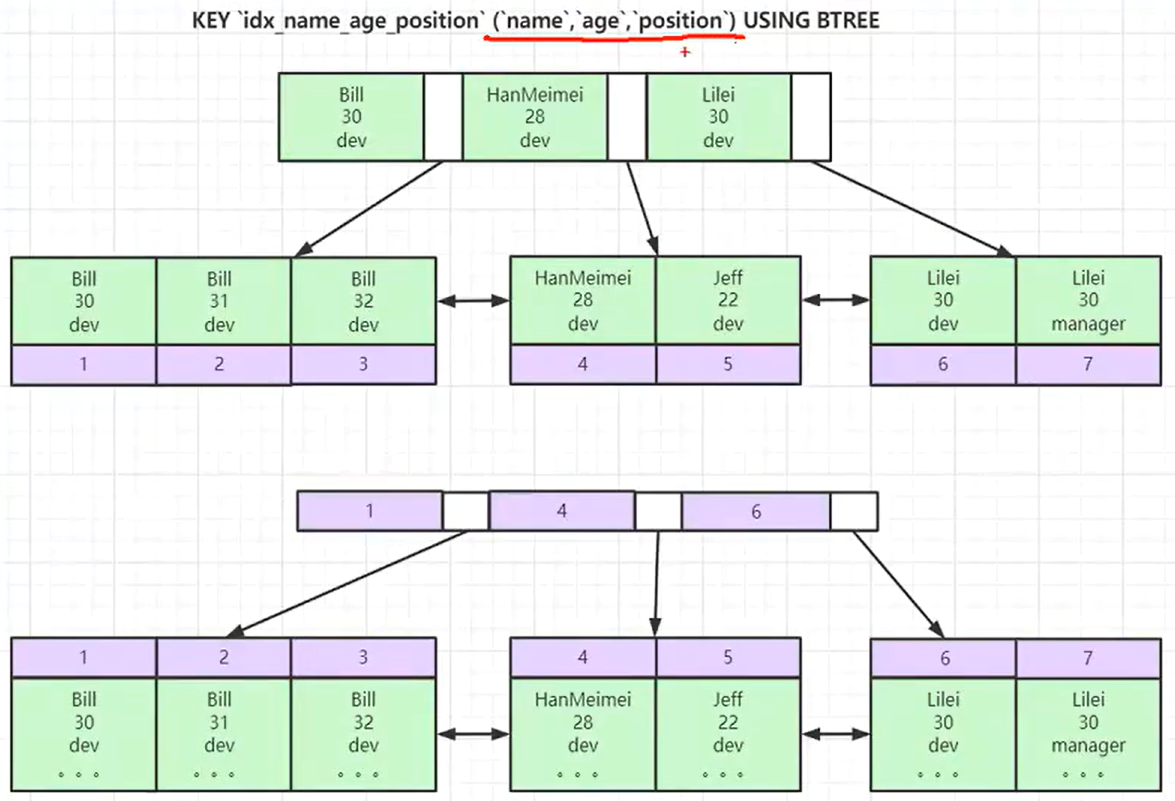 KEY `idx_name_age_position` (`name`,`age`,`position`) USING BTREE
Bill
30
dev
HanMeimei
28
dev
Lilei
30
dev
Bill
30
dev
1
Bill
31
dev
2
Bill
32
dev
3
HanMeimei
28
dev
4
Jeff
22
dev
5
Lilei
30
dev
6
Lilei
30
manager
7
1
4
6
1
Bill
30
dev
。。。
2
Bill
31
dev
。。。
3
Bill
32
dev
。。。
4
HanMeimei
28
dev
。。。
5
Jeff
22
dev
。。。
6
Lilei
30
dev
。。。
7
Lilei
30
manager
。。。